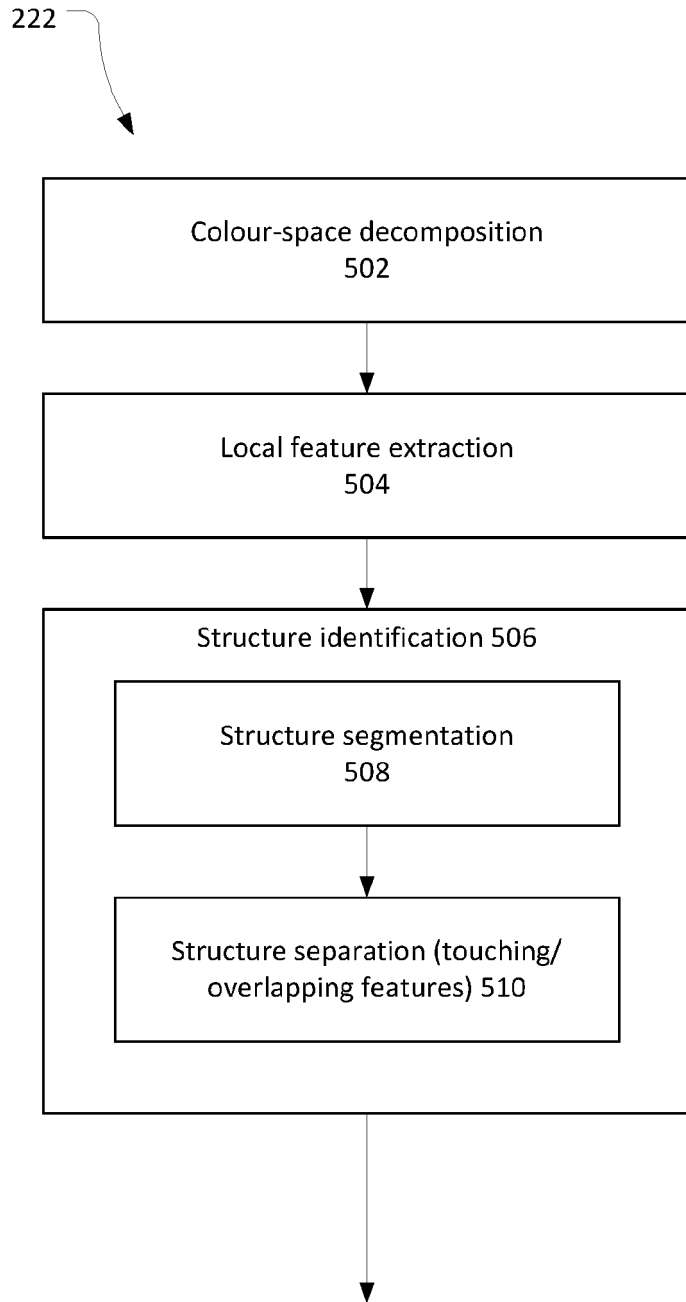 222
Colour-space decomposition
502
Local feature extraction
504
Structure identification 506
Structure segmentation
508
Structure separation (touching/
overlapping features) 510